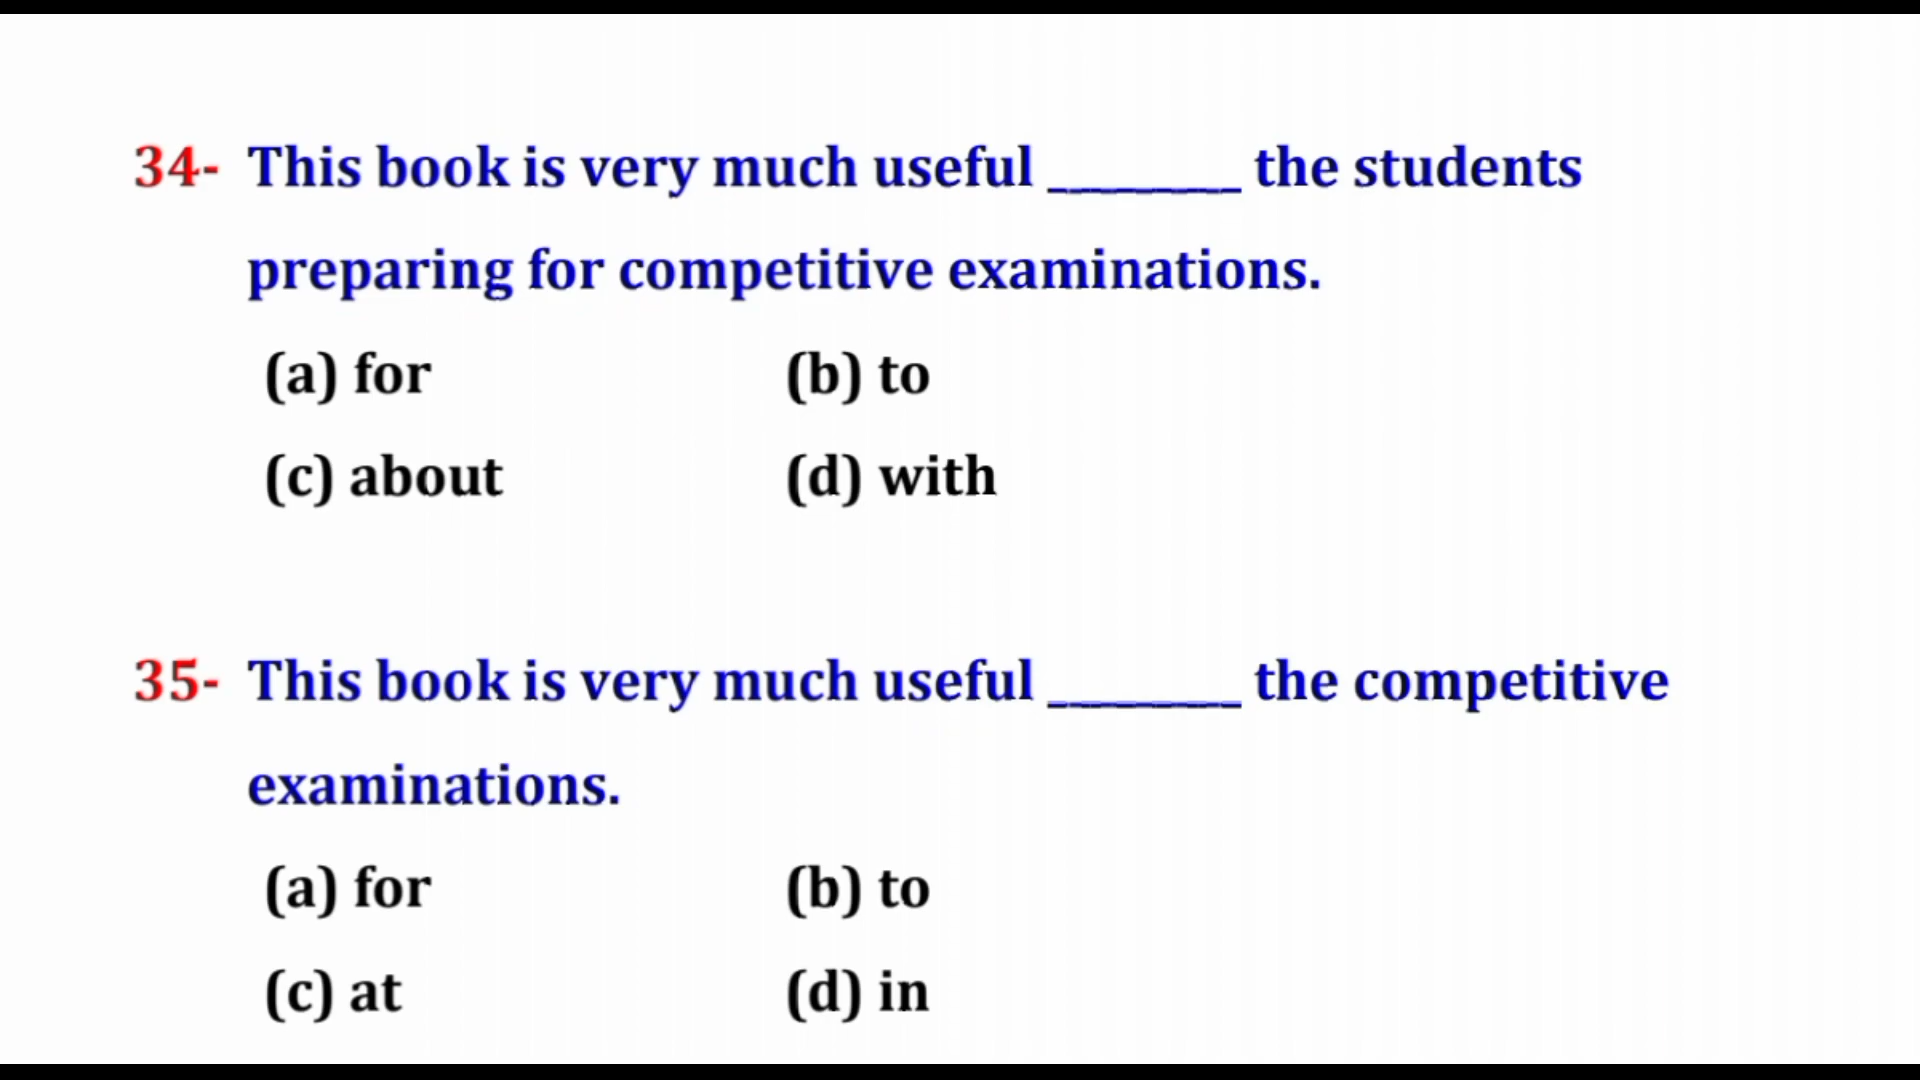 34- This book is very much useful ________ the students
preparing for competitive examinations.
(a) for (b) to
(c) about (d) with
35- This book is very much useful ________ the competitive
examinations.
(a) for (b) to
(c) at (d) in